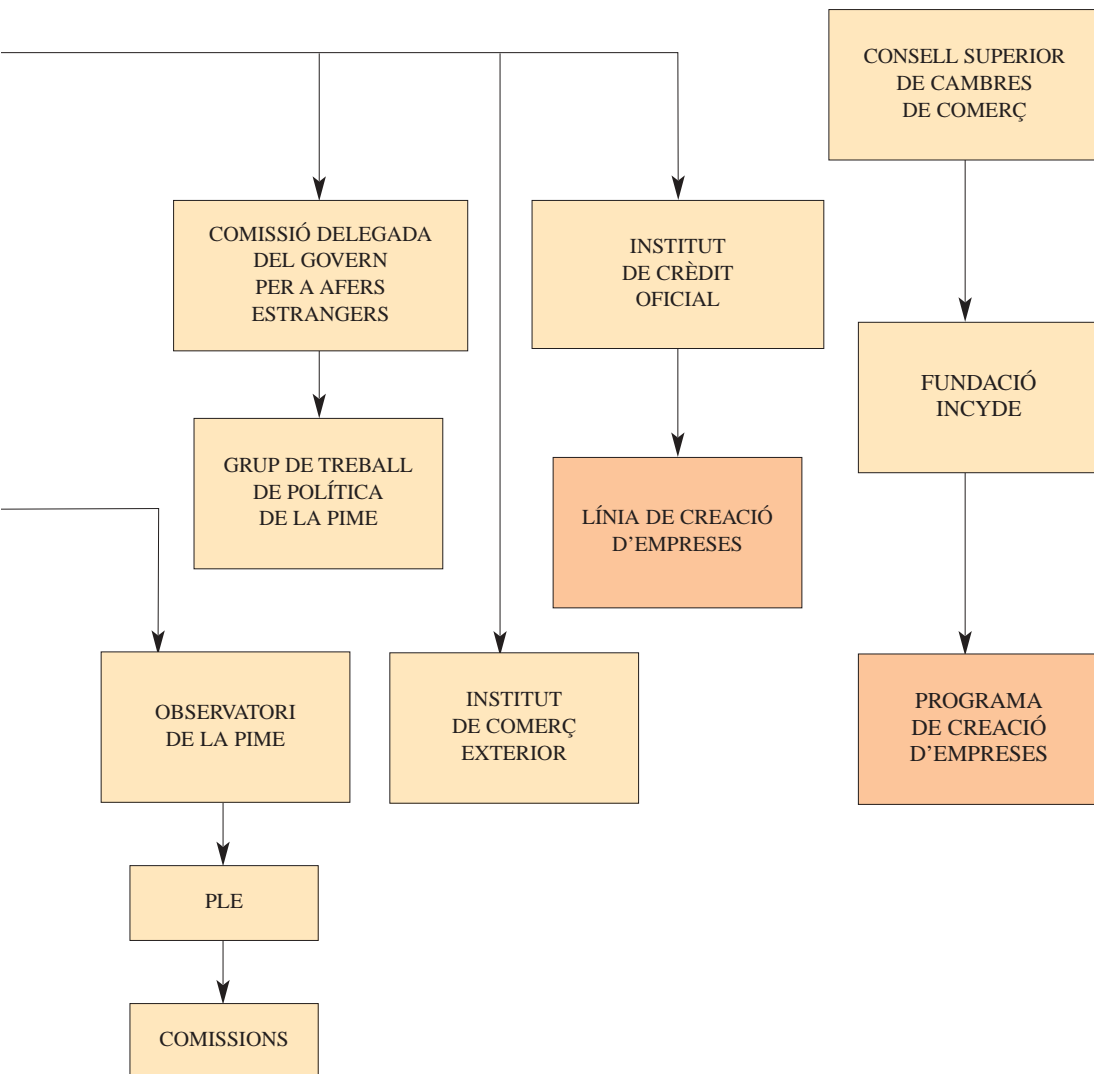 CONSELL SUPERIOR
DE CAMBRES
DE COMERÇ
COMISSIÓ DELEGADA
DEL GOVERN
PER A AFERS
ESTRANGERS
INSTITUT
DE CRÈDIT
OFICIAL
FUNDACIÓ
INCYDE
GRUP DE TREBALL
DE POLÍTICA
DE LA PIME
LÍNIA DE CREACIÓ
D’EMPRESES
OBSERVATORI
DE LA PIME
INSTITUT
DE COMERÇ
EXTERIOR
PROGRAMA
DE CREACIÓ
D’EMPRESES
PLE
COMISSIONS